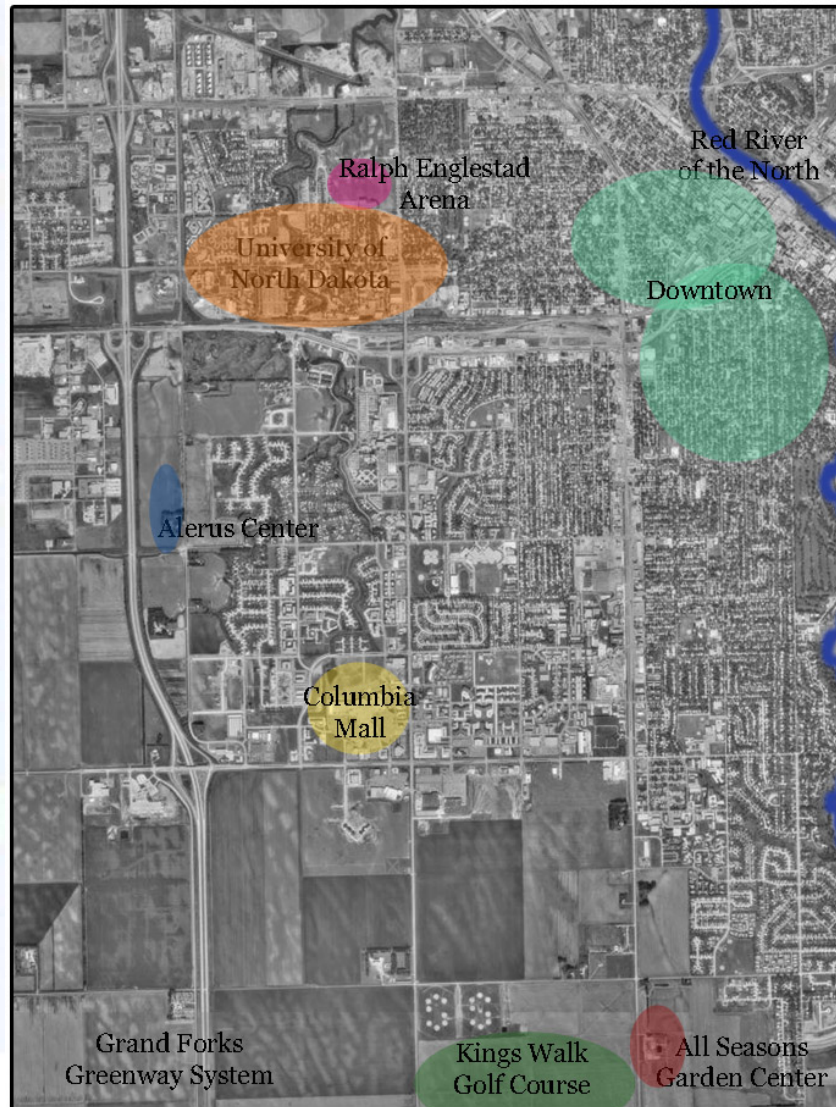 Red River
of the North
Ralph Englestad
Arena
University of
North Dakota
Downtown
Alerus Center
Columbia
Mall
Grand Forks
Greenway System
Kings Walk
Golf Course
All Seasons
Garden Center